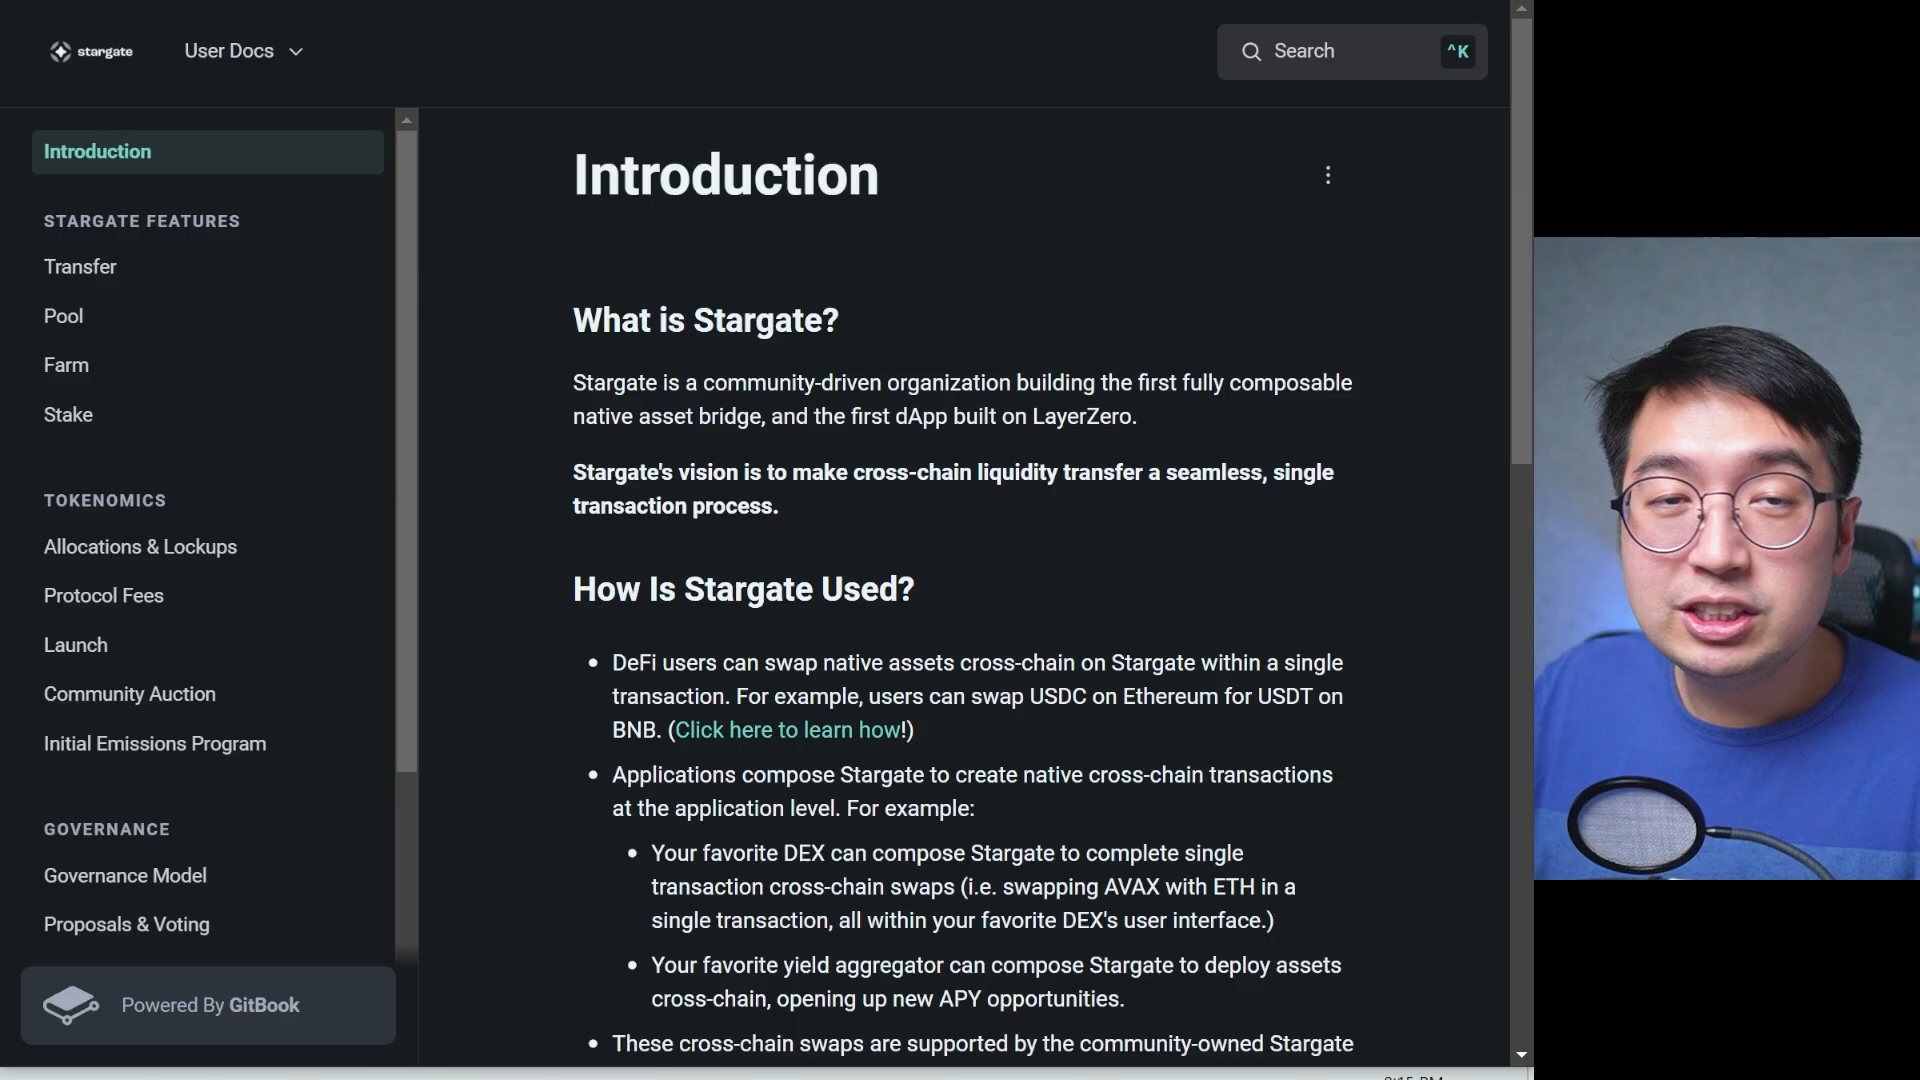 stargate
User Docs
Search
^K
Introduction
STARGATE FEATURES
Transfer
Pool
Farm
Stake
TOKENOMICS
Allocations & Lockups
Protocol Fees
Launch
Community Auction
Initial Emissions Program
GOVERNANCE
Governance Model
Proposals & Voting
Powered By GitBook
Introduction
What is Stargate?
Stargate is a community-driven organization building the first fully composable
native asset bridge, and the first dApp built on LayerZero.
Stargate's vision is to make cross-chain liquidity transfer a seamless, single
transaction process.
How Is Stargate Used?
DeFi users can swap native assets cross-chain on Stargate within a single
transaction. For example, users can swap USDC on Ethereum for USDT on
BNB. (Click here to learn how!)
Applications compose Stargate to create native cross-chain transactions
at the application level. For example:
Your favorite DEX can compose Stargate to complete single
transaction cross-chain swaps (i.e. swapping AVAX with ETH in a
single transaction, all within your favorite DEX's user interface.)
Your favorite yield aggregator can compose Stargate to deploy assets
cross-chain, opening up new APY opportunities.
These cross-chain swaps are supported by the community-owned Stargate